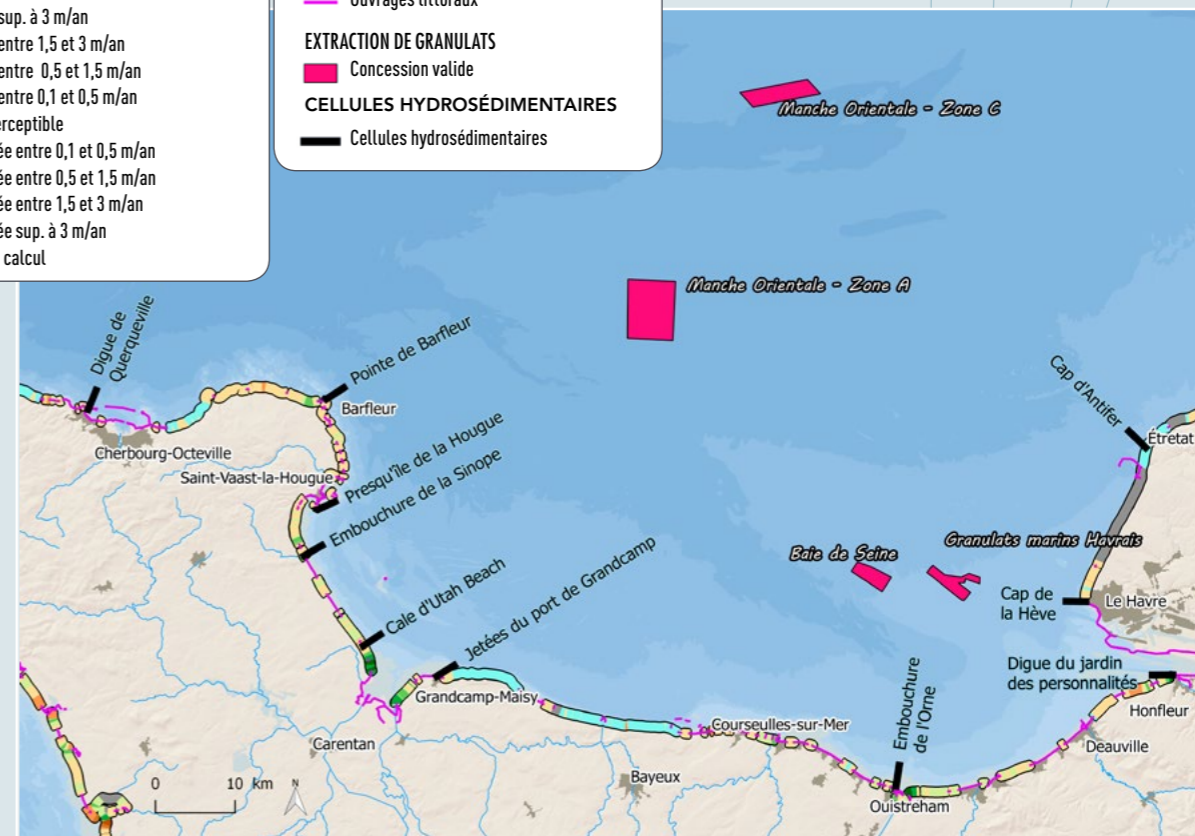 sup. à 3 m/an
entre 1,5 et 3 m/an
entre 0,5 et 1,5 m/an
entre 0,1 et 0,5 m/an
erceptible
ée entre 0,1 et 0,5 m/an
ée entre 0,5 et 1,5 m/an
ée entre 1,5 et 3 m/an
ée sup. à 3 m/an
calcul
Ouvrages littoraux
EXTRACTION DE GRANULATS
Concession valide
CELLULES HYDROSÉDIMENTAIRES
Cellules hydrosédimentaires
Manche Orientale - Zone C
Manche Orientale - Zone A
Digue de
Querqueville
Pointe de Barfleur
Barfleur
Cherbourg-Octeville
Saint-Vaast-la-Hougue
Presqu'île de la Hougue
Embouchure de la Sinope
Cale d'Utah Beach
Jetées du port de Grandcamp
Grandcamp-Maisy
Carentan
Bayeux
Courseulles-sur-Mer
Embouchure
de l'Orne
Ouistreham
Baie de Seine
Granulats marins Havrais
Cap d'Antifer
Étretat
Cap de
la Hève
Le Havre
Digue du jardin
des personnalités
Honfleur
Deauville
0 10 km
N